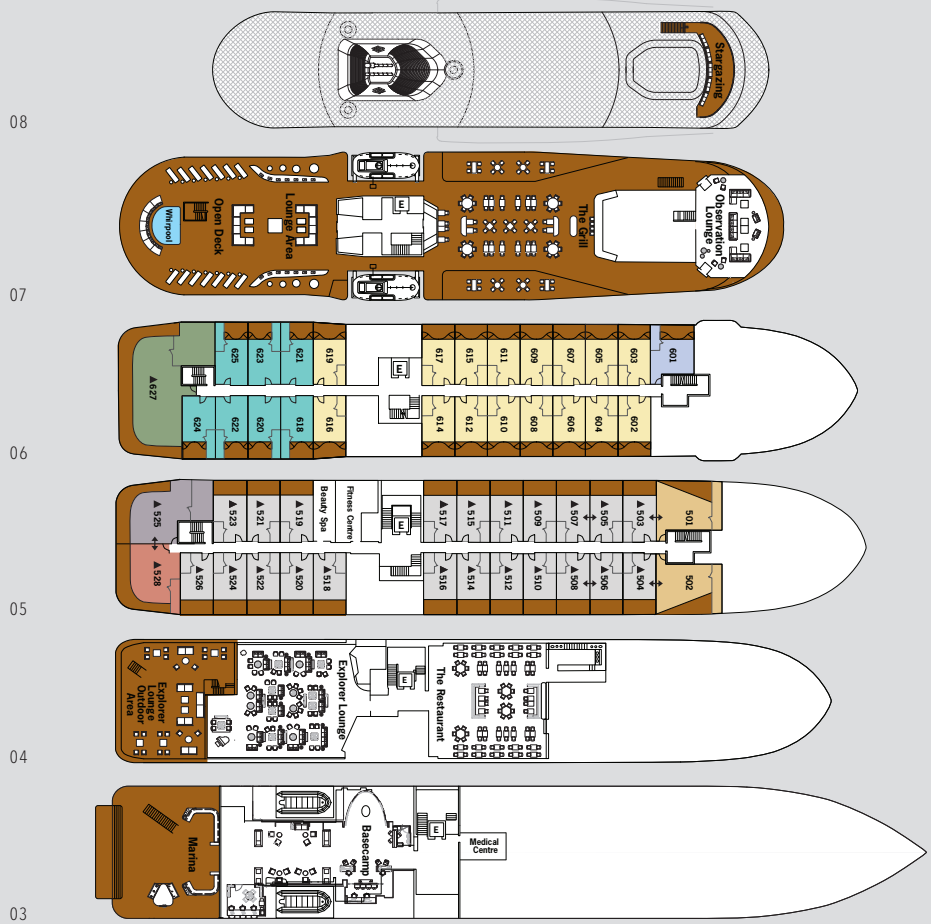 Stargazing
08
E
Whirpool
Open Deck
Lounge Area
The Grill
Observation
Lounge
07
625
623
621
619
617
615
611
609
607
605
603
601
E
▲627
624
622
620
618
616
614
612
610
608
606
604
602
06
▲525
▲523
▲521
▲519
Beauty Spa
Fitness Centre
▲517
▲515
▲511
▲509
▲507
▲505
▲503
501
E
▲528
▲526
▲524
▲522
▲520
▲518
▲516
▲514
▲512
▲510
▲508
▲506
▲504
502
05
Explorer
Lounge
Outdoor
Area
Explorer Lounge
E
The Restaurant
04
Marina
Basecamp
E
Medical
Centre
03